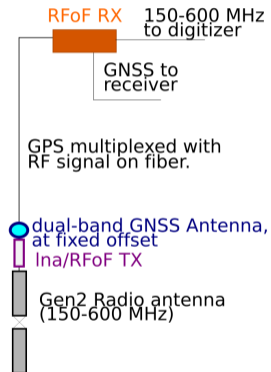 RFoF RX
150-600 MHz
to digitizer
GNSS to
receiver
GPS multiplexed with
RF signal on fiber.
dual-band GNSS Antenna,
at fixed offset
lna/RFoF TX
Gen2 Radio antenna
(150-600 MHz)